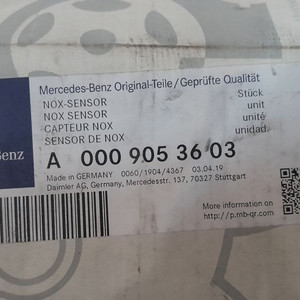 Mercedes-Benz Original-Teile/Geprüfte Qualität
NOX-SENSOR Stück
NOX SENSOR unit
CAPTEUR NOX unité
SENSOR DE NOX unidad.
Benz
A 000 905 36 03
Made in GERMANY 0060/1904/4367 03.04.19
Daimler AG, Germany, Mercedesstr. 137, 70327 Stuttgart
More information on
http://p.mb-qr.com/